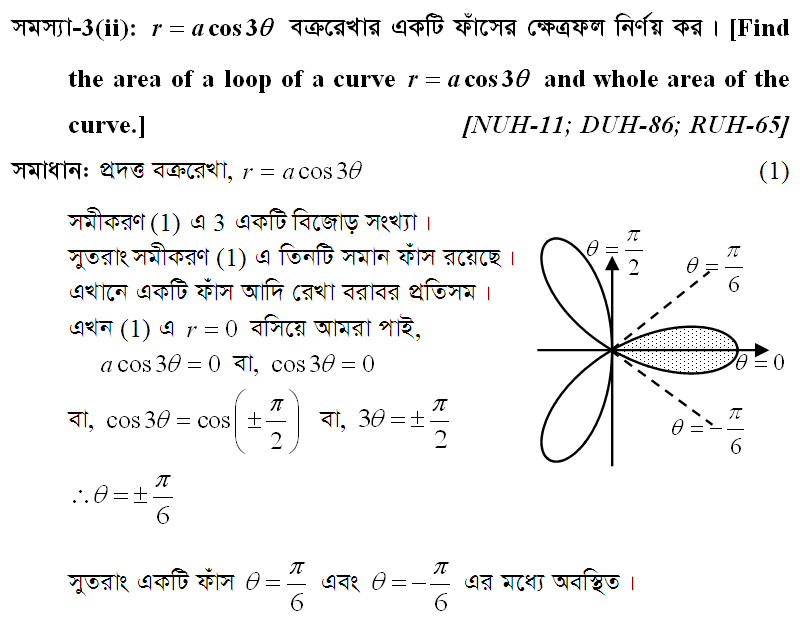 সমস্যা-3(ii): r = a cos 3θ বক্ররেখার একটি ফাঁসের ক্ষেত্রফল নির্ণয় কর । [Find
the area of a loop of a curve r = a cos 3θ and whole area of the
curve.] [NUH-11; DUH-86; RUH-65]
সমাধান: প্রদত্ত বক্ররেখা, r = a cos 3θ (1)
সমীকরণ (1) এ 3 একটি বিজোড় সংখ্যা ।
সুতরাং সমীকরণ (1) এ তিনটি সমান ফাঁস রয়েছে ।
এখানে একটি ফাঁস আদি রেখা বরাবর প্রতিসম ।
এখন (1) এ r = 0 বসিয়ে আমরা পাই,
a cos 3θ = 0 বা, cos 3θ = 0
বা, cos 3θ = cos(± π/2) বা, 3θ = ± π/2
∴ θ = ± π/6
সুতরাং একটি ফাঁস θ = π/6 এবং θ = − π/6 এর মধ্যে অবস্থিত ।
θ = π/2
θ = π/6
θ = 0
θ = − π/6